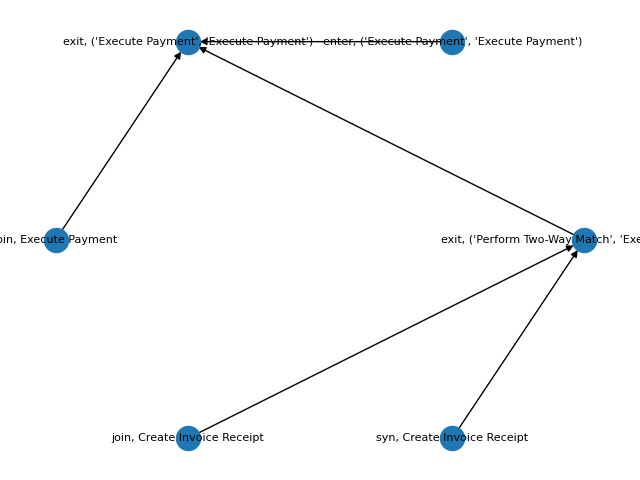 exit, ('Execute Payment', 'Execute Payment')
enter, ('Execute Payment', 'Execute Payment')
oin, Execute Payment
exit, ('Perform Two-Way Match', 'Exe
join, Create Invoice Receipt
syn, Create Invoice Receipt